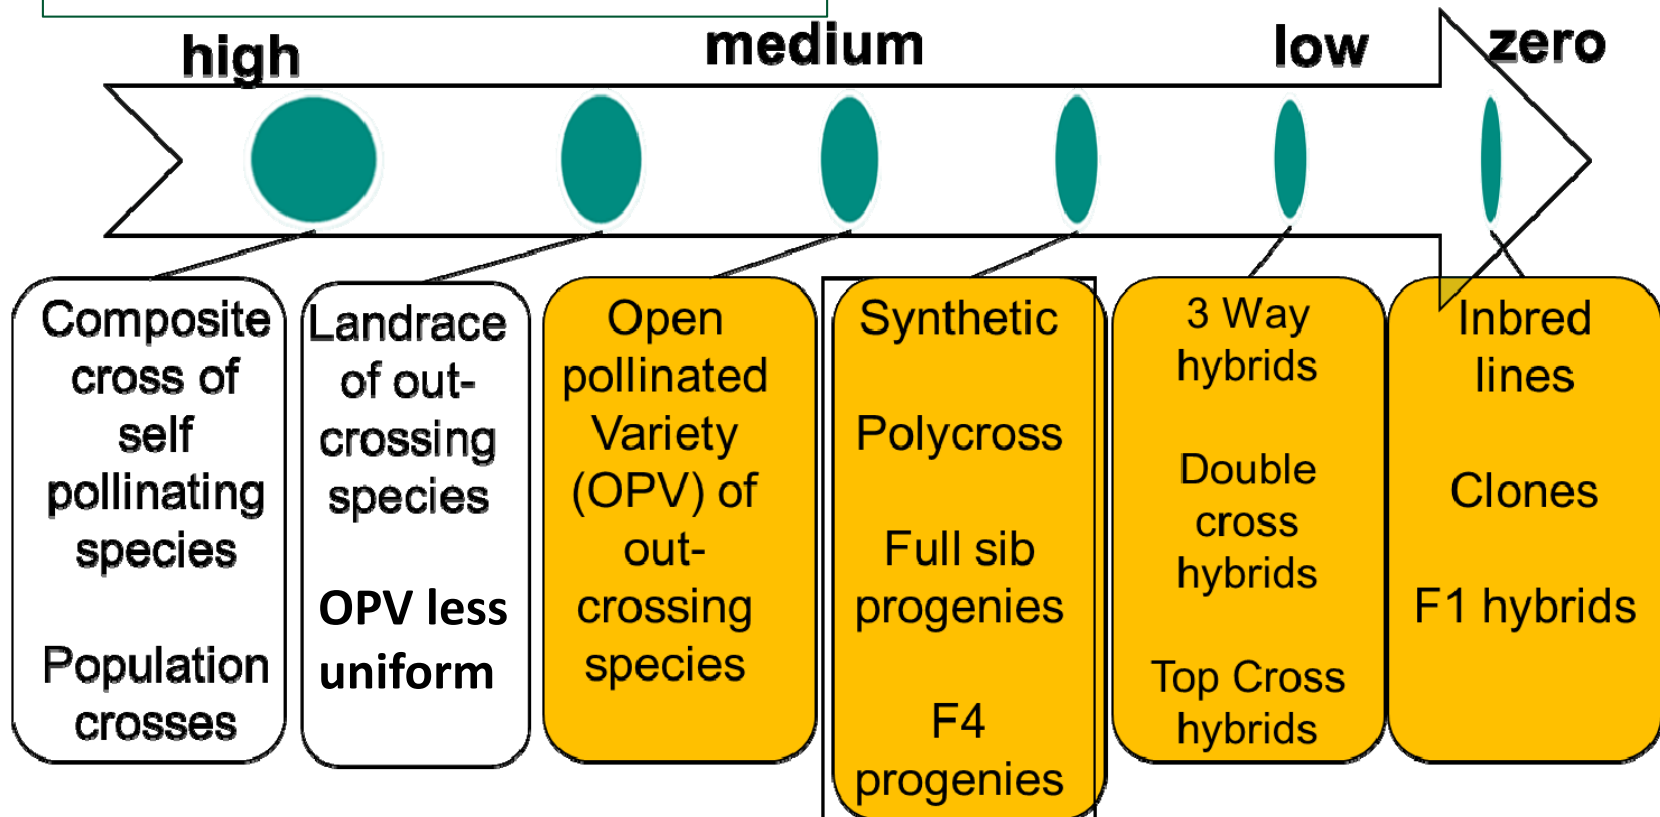 high
medium
low
zero
Composite
cross of
self
pollinating
species
Population
crosses
Landrace
of out-
crossing
species
OPV less
uniform
Open
pollinated
Variety
(OPV) of
out-
crossing
species
Synthetic
Polycross
Full sib
progenies
F4
progenies
3 Way
hybrids
Double
cross
hybrids
Top Cross
hybrids
Inbred
lines
Clones
F1 hybrids